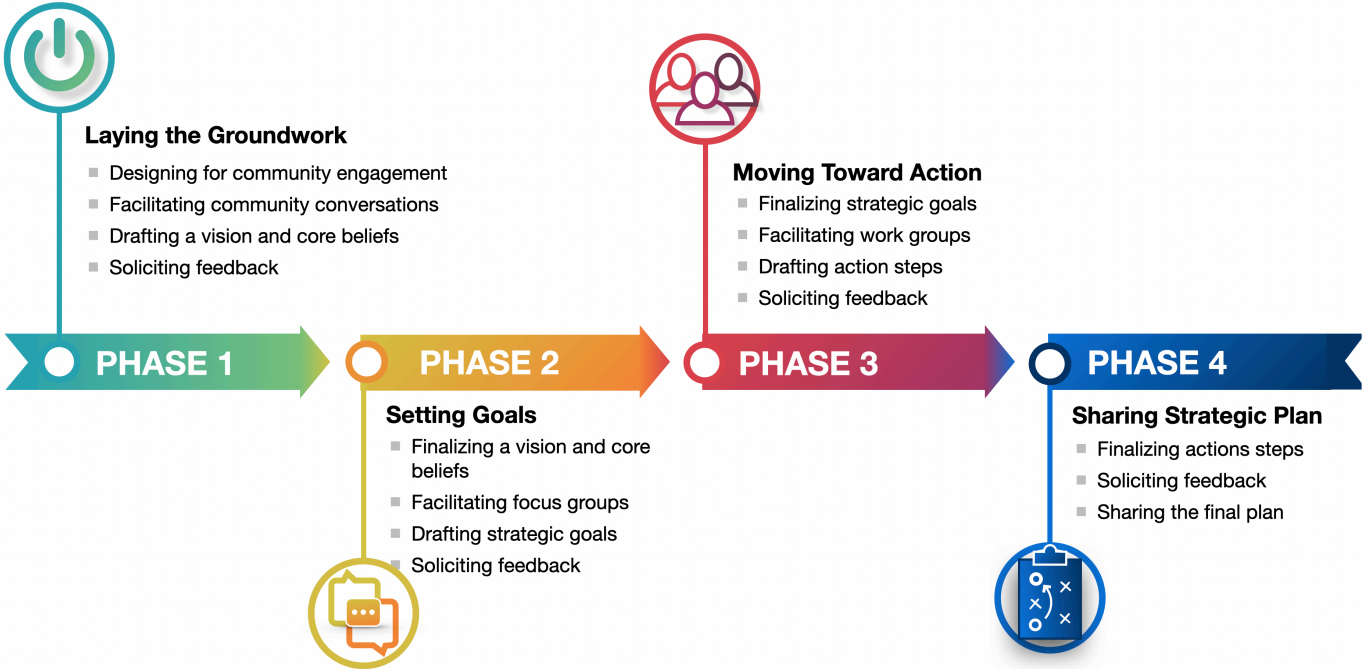 Laying the Groundwork
Designing for community engagement
Facilitating community conversations
Drafting a vision and core beliefs
Soliciting feedback
Moving Toward Action
Finalizing strategic goals
Facilitating work groups
Drafting action steps
Soliciting feedback
PHASE 1
PHASE 2
PHASE 3
PHASE 4
Setting Goals
Finalizing a vision and core
beliefs
Facilitating focus groups
Drafting strategic goals
Soliciting feedback
Sharing Strategic Plan
Finalizing actions steps
Soliciting feedback
Sharing the final plan